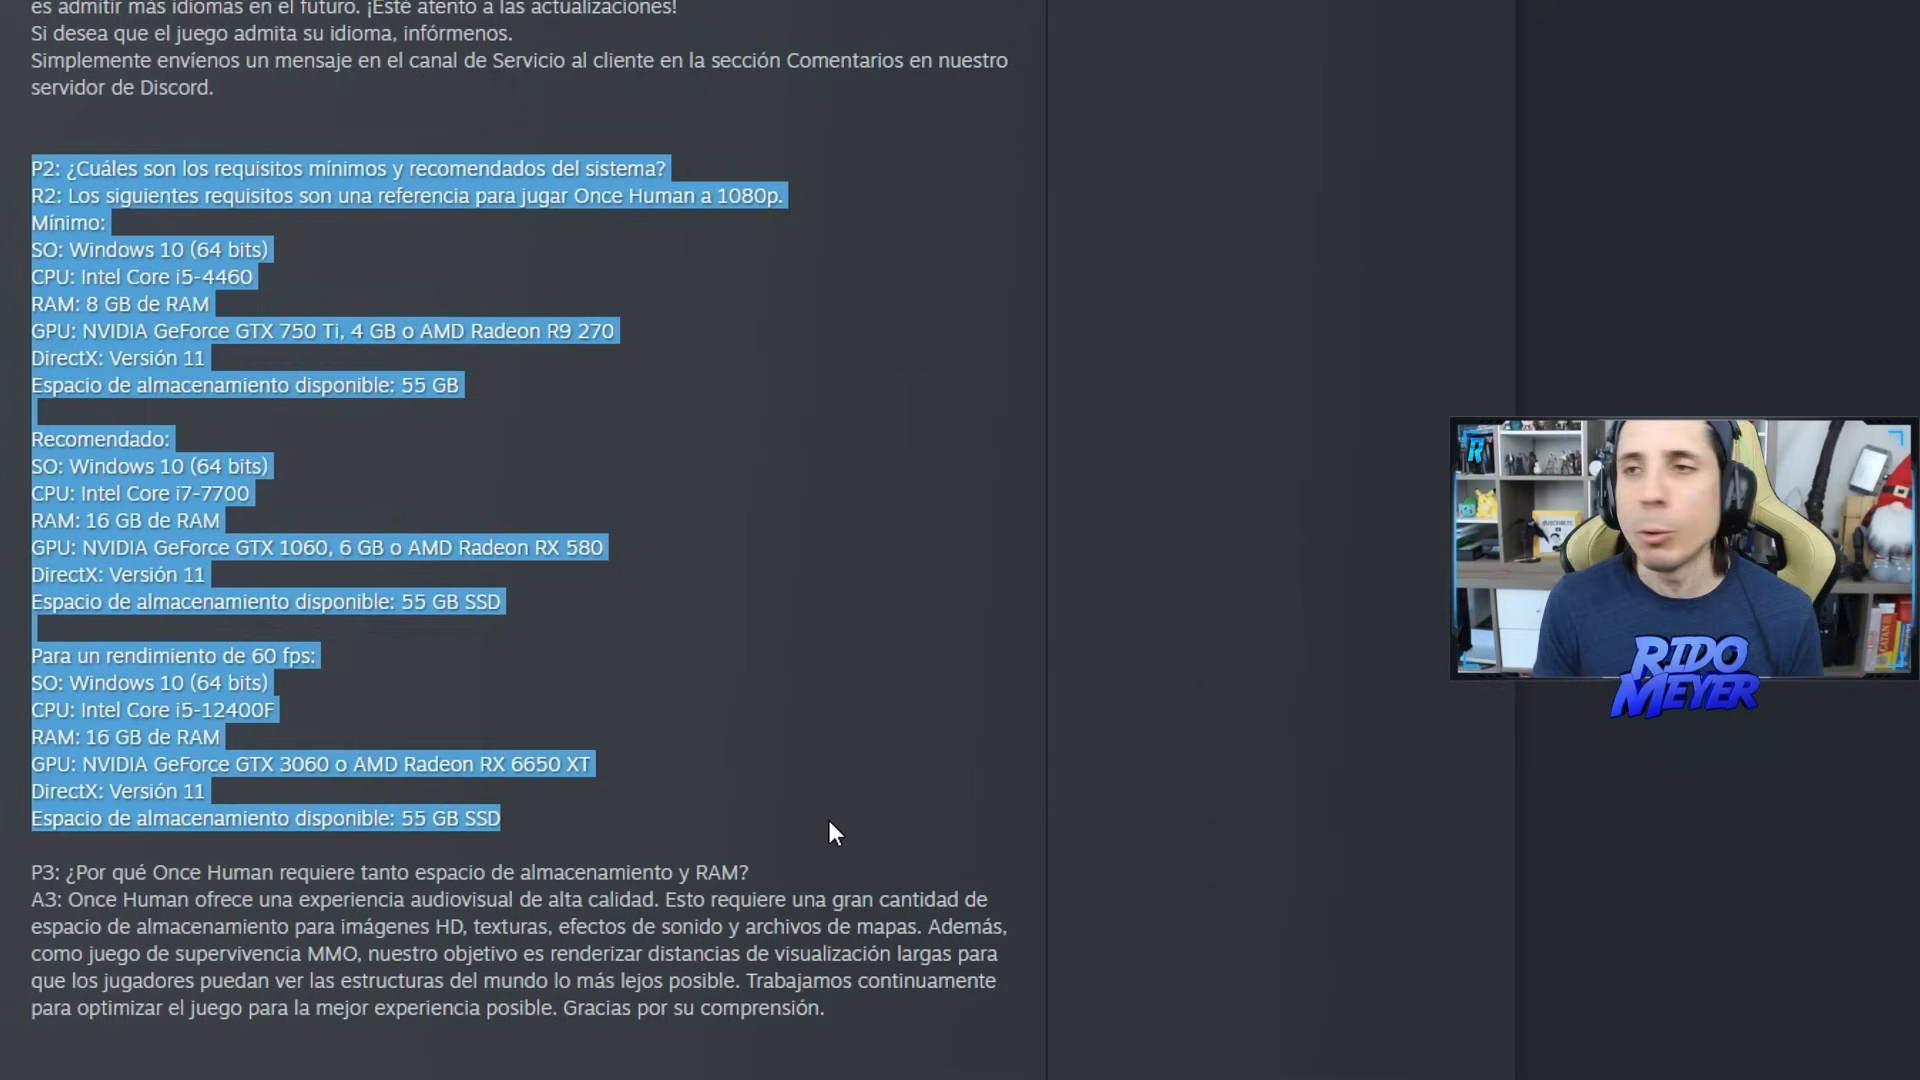 es admitir más idiomas en el futuro. ¡Esté atento a las actualizaciones!
Si desea que el juego admita su idioma, infórmenos.
Simplemente envíenos un mensaje en el canal de Servicio al cliente en la sección Comentarios en nuestro
servidor de Discord.
P2: ¿Cuáles son los requisitos mínimos y recomendados del sistema?
R2: Los siguientes requisitos son una referencia para jugar Once Human a 1080p.
Mínimo:
SO: Windows 10 (64 bits)
CPU: Intel Core i5-4460
RAM: 8 GB de RAM
GPU: NVIDIA GeForce GTX 750 Ti, 4 GB o AMD Radeon R9 270
DirectX: Versión 11
Espacio de almacenamiento disponible: 55 GB
Recomendado:
SO: Windows 10 (64 bits)
CPU: Intel Core i7-7700
RAM: 16 GB de RAM
GPU: NVIDIA GeForce GTX 1060, 6 GB o AMD Radeon RX 580
DirectX: Versión 11
Espacio de almacenamiento disponible: 55 GB SSD
Para un rendimiento de 60 fps:
SO: Windows 10 (64 bits)
CPU: Intel Core i5-12400F
RAM: 16 GB de RAM
GPU: NVIDIA GeForce GTX 3060 o AMD Radeon RX 6650 XT
DirectX: Versión 11
Espacio de almacenamiento disponible: 55 GB SSD
P3: ¿Por qué Once Human requiere tanto espacio de almacenamiento y RAM?
A3: Once Human ofrece una experiencia audiovisual de alta calidad. Esto requiere una gran cantidad de
espacio de almacenamiento para imágenes HD, texturas, efectos de sonido y archivos de mapas. Además,
como juego de supervivencia MMO, nuestro objetivo es renderizar distancias de visualización largas para
que los jugadores puedan ver las estructuras del mundo lo más lejos posible. Trabajamos continuamente
para optimizar el juego para la mejor experiencia posible. Gracias por su comprensión.
R
CATAN
RIDO
MEYER